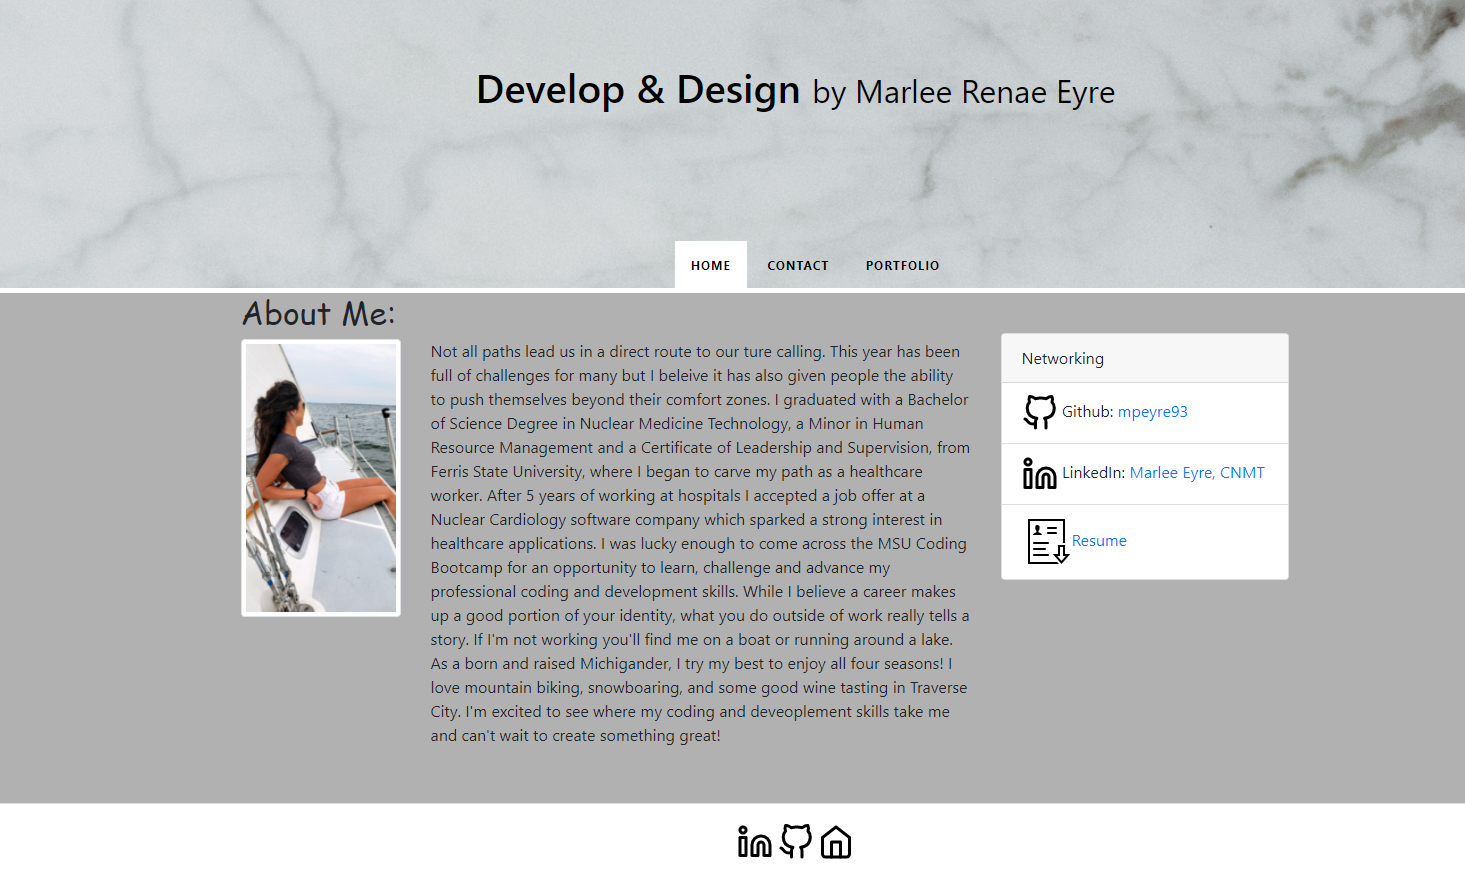 Develop & Design by Marlee Renae Eyre
HOME
CONTACT
PORTFOLIO
About Me:
Not all paths lead us in a direct route to our ture calling. This year has been
full of challenges for many but I beleive it has also given people the ability
to push themselves beyond their comfort zones. I graduated with a Bachelor
of Science Degree in Nuclear Medicine Technology, a Minor in Human
Resource Management and a Certificate of Leadership and Supervision, from
Ferris State University, where I began to carve my path as a healthcare
worker. After 5 years of working at hospitals I accepted a job offer at a
Nuclear Cardiology software company which sparked a strong interest in
healthcare applications. I was lucky enough to come across the MSU Coding
Bootcamp for an opportunity to learn, challenge and advance my
professional coding and development skills. While I believe a career makes
up a good portion of your identity, what you do outside of work really tells a
story. If I'm not working you'll find me on a boat or running around a lake.
As a born and raised Michigander, I try my best to enjoy all four seasons! I
love mountain biking, snowboaring, and some good wine tasting in Traverse
City. I'm excited to see where my coding and deveoplement skills take me
and can't wait to create something great!
Networking
Github: mpeyre93
LinkedIn: Marlee Eyre, CNMT
Resume